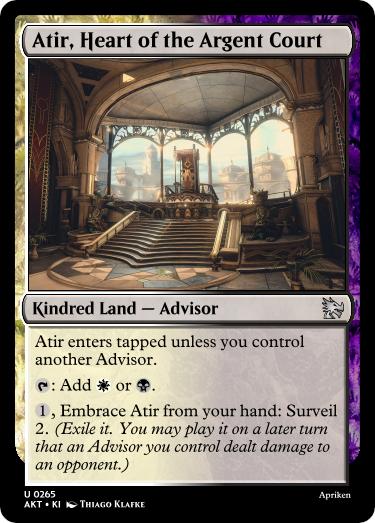 Atir, Heart of the Argent Court
Kindred Land — Advisor
Atir enters tapped unless you control
another Advisor.
: Add or .
1, Embrace Atir from your hand: Surveil
2. (Exile it. You may play it on a later turn
that an Advisor you control dealt damage to
an opponent.)
U 0265
Apriken
AKT • KI THIAGO KLAFKE